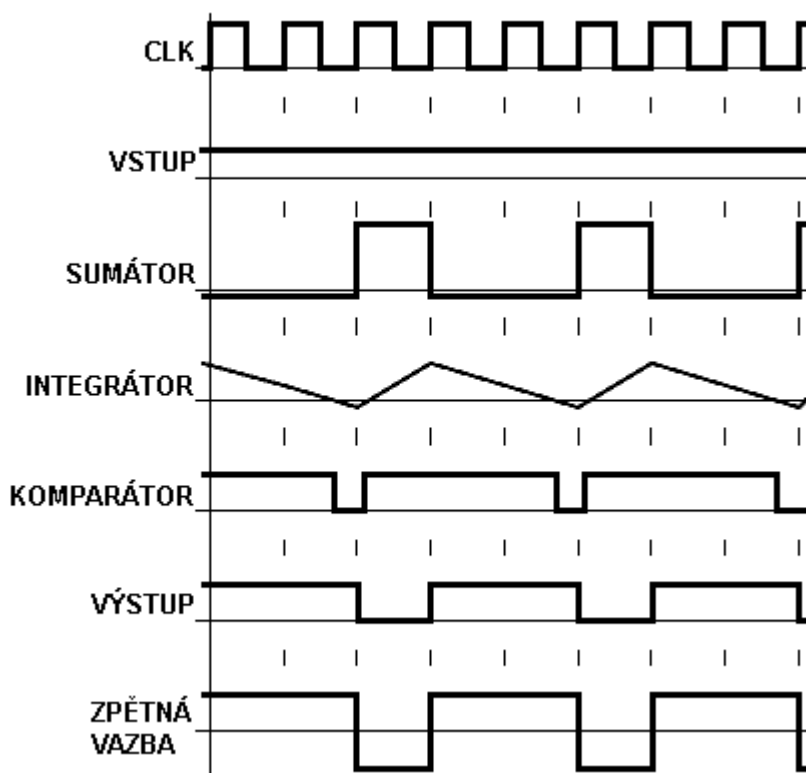 CLK
VSTUP
SUMÁTOR
INTEGRÁTOR
KOMPARÁTOR
VÝSTUP
ZPĚTNÁ
VAZBA